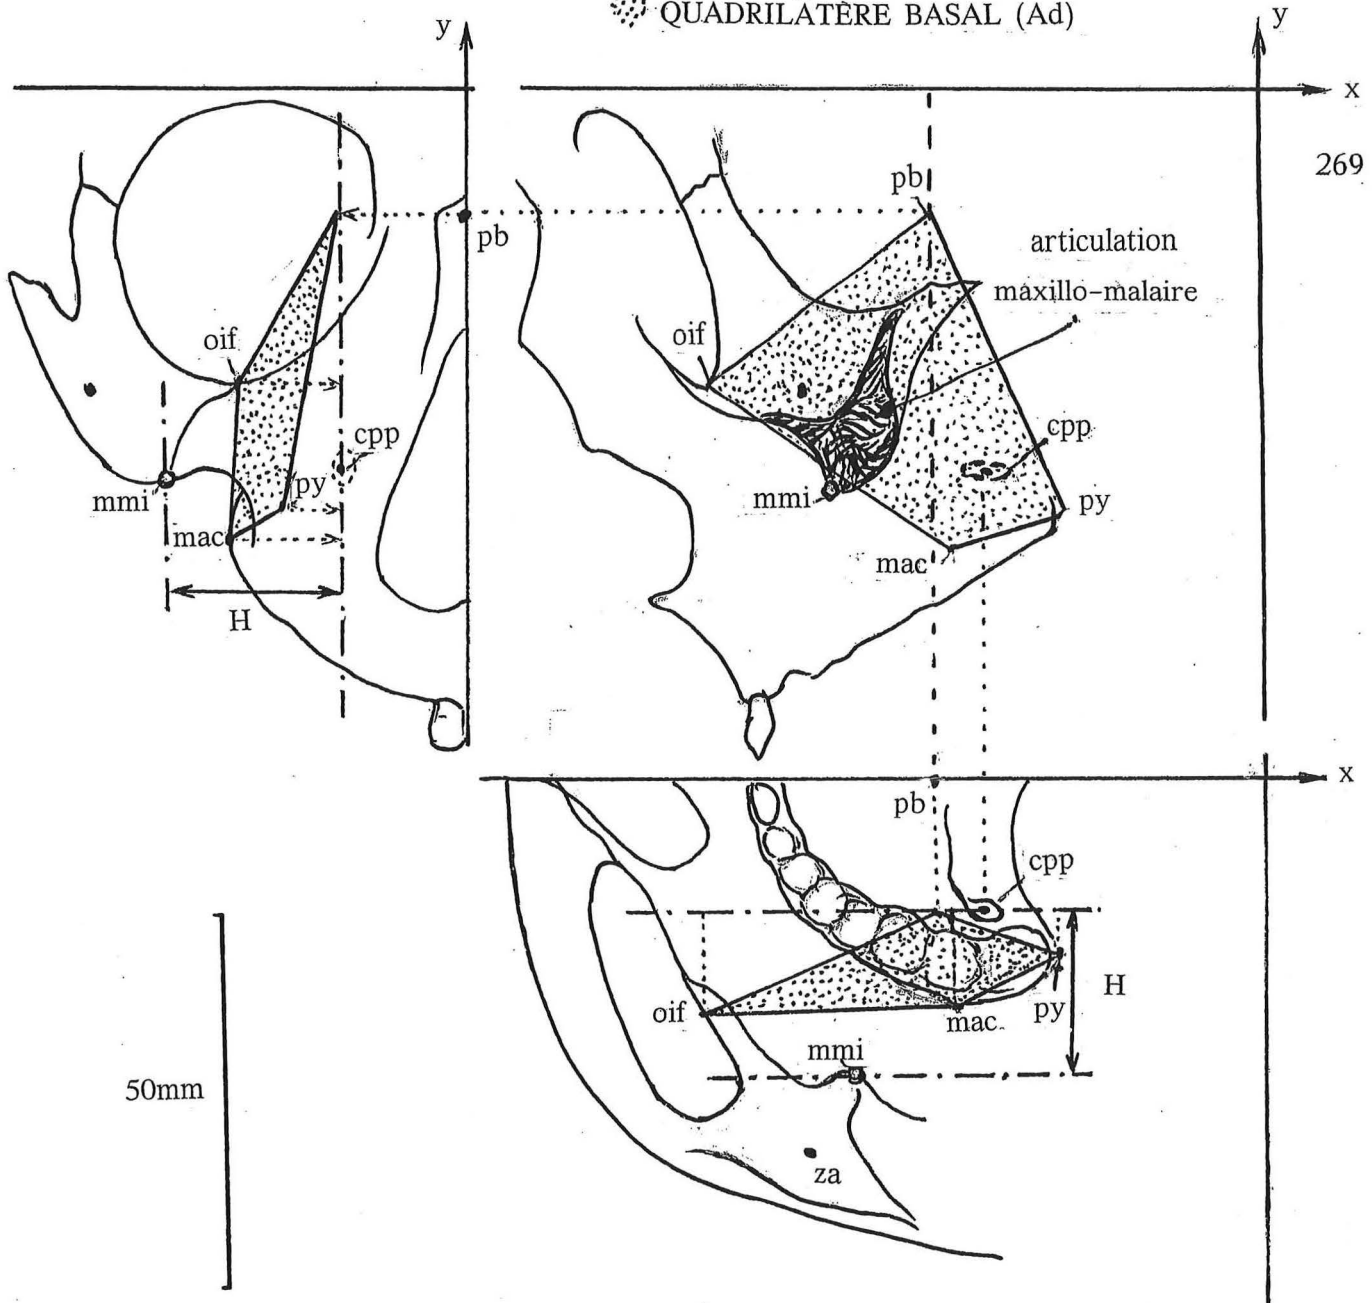 QUADRILATÈRE BASAL (Ad)
y
y
x
269
pb
pb
articulation
maxillo-malaire
oif
oif
cpp
cpp
mmi
py
mmi
py
mac
mac
H
x
pb
cpp
H
oif
mac
py
mmi
50mm
za